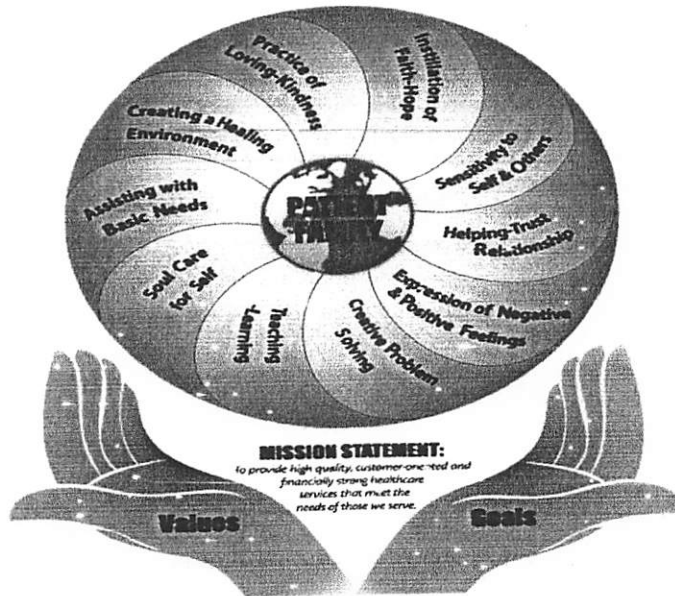 Practice of
Loving-Kindness
Instillation of
Faith-Hope
Sensitivity to
Self & Others
Helping-Trust
Relationship
Expression of Negative
& Positive Feelings
Creative Problem
Solving
Teaching
-Learning
Soul Care
for Self
Assisting with
Basic Needs
Creating a Healing
Environment
PATIENT
FAMILY
MISSION STATEMENT:
to provide high quality, customer-oriented and
financially strong healthcare
services that meet the
needs of those we serve.
Values
Goals